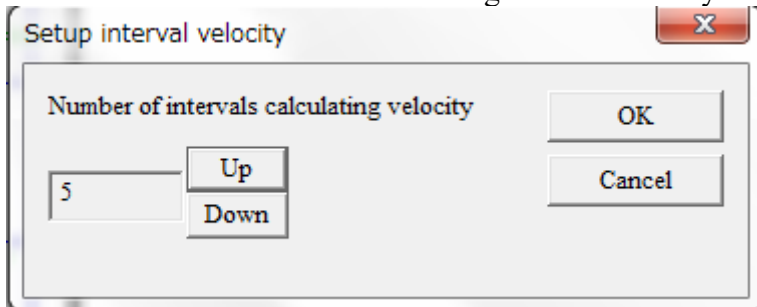 Setup interval velocity
Number of intervals calculating velocity
OK
Up
5
Cancel
Down